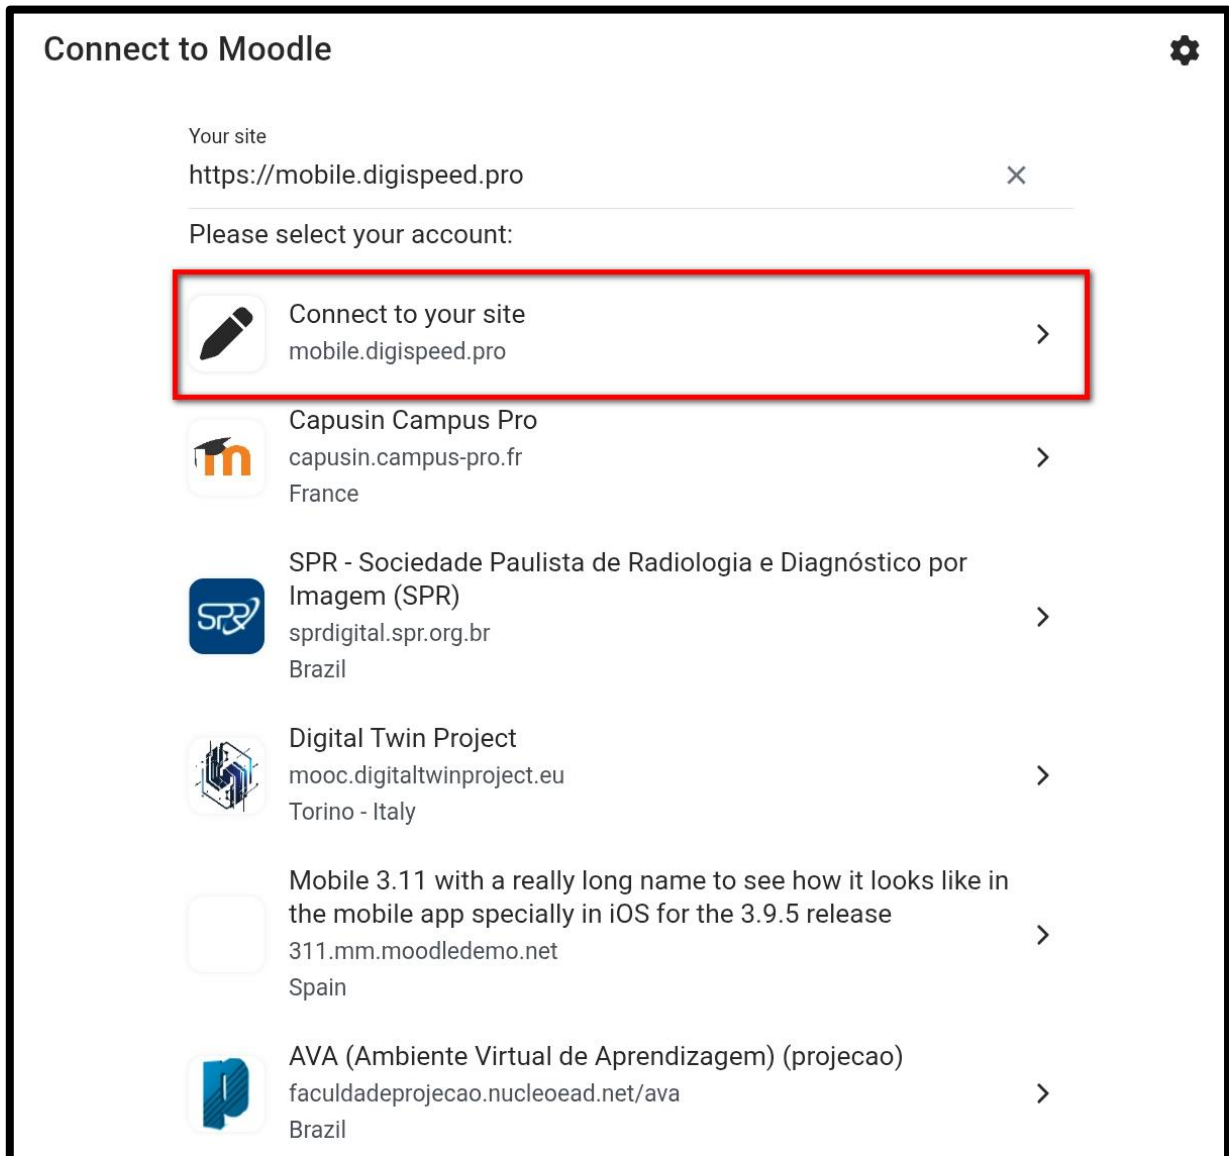 Connect to Moodle
Your site
https://mobile.digispeed.pro
Please select your account:
Connect to your site
mobile.digispeed.pro
Capusin Campus Pro
capusin.campus-pro.fr
France
SPR - Sociedade Paulista de Radiologia e Diagnóstico por
Imagem (SPR)
SPR
sprdigital.spr.org.br
Brazil
Digital Twin Project
mooc.digitaltwinproject.eu
Torino - Italy
Mobile 3.11 with a really long name to see how it looks like in
the mobile app specially in iOS for the 3.9.5 release
311.mm.moodledemo.net
Spain
AVA (Ambiente Virtual de Aprendizagem) (projecao)
faculdadeprojecao.nucleoead.net/ava
Brazil